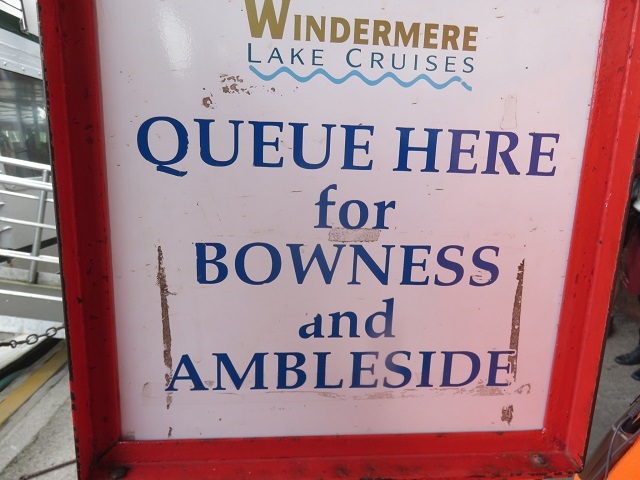 WINDERMERE
LAKE CRUISES
QUEUE HERE
for
BOWNESS
and
AMBLESIDE